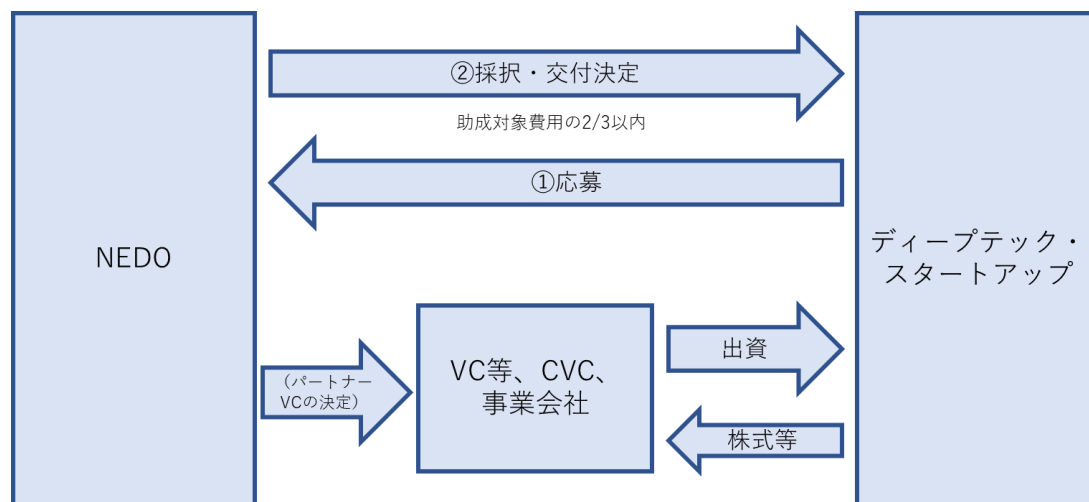 ②採択・交付決定
助成対象費用の2/3以内
①応募
NEDO
ディープテック・
スタートアップ
(パートナー
VCの決定)
VC等、CVC、
事業会社
出資
株式等